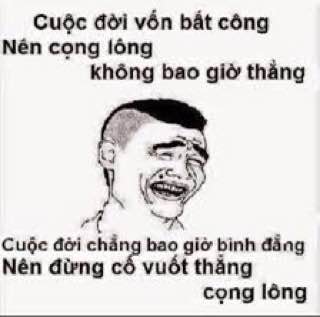 Cuộc đời vốn bất công
Nên cọng lông
không bao giờ thẳng
Cuộc đời chẳng bao giờ bình đẳng
Nên đừng cố vuốt thẳng
cọng lông